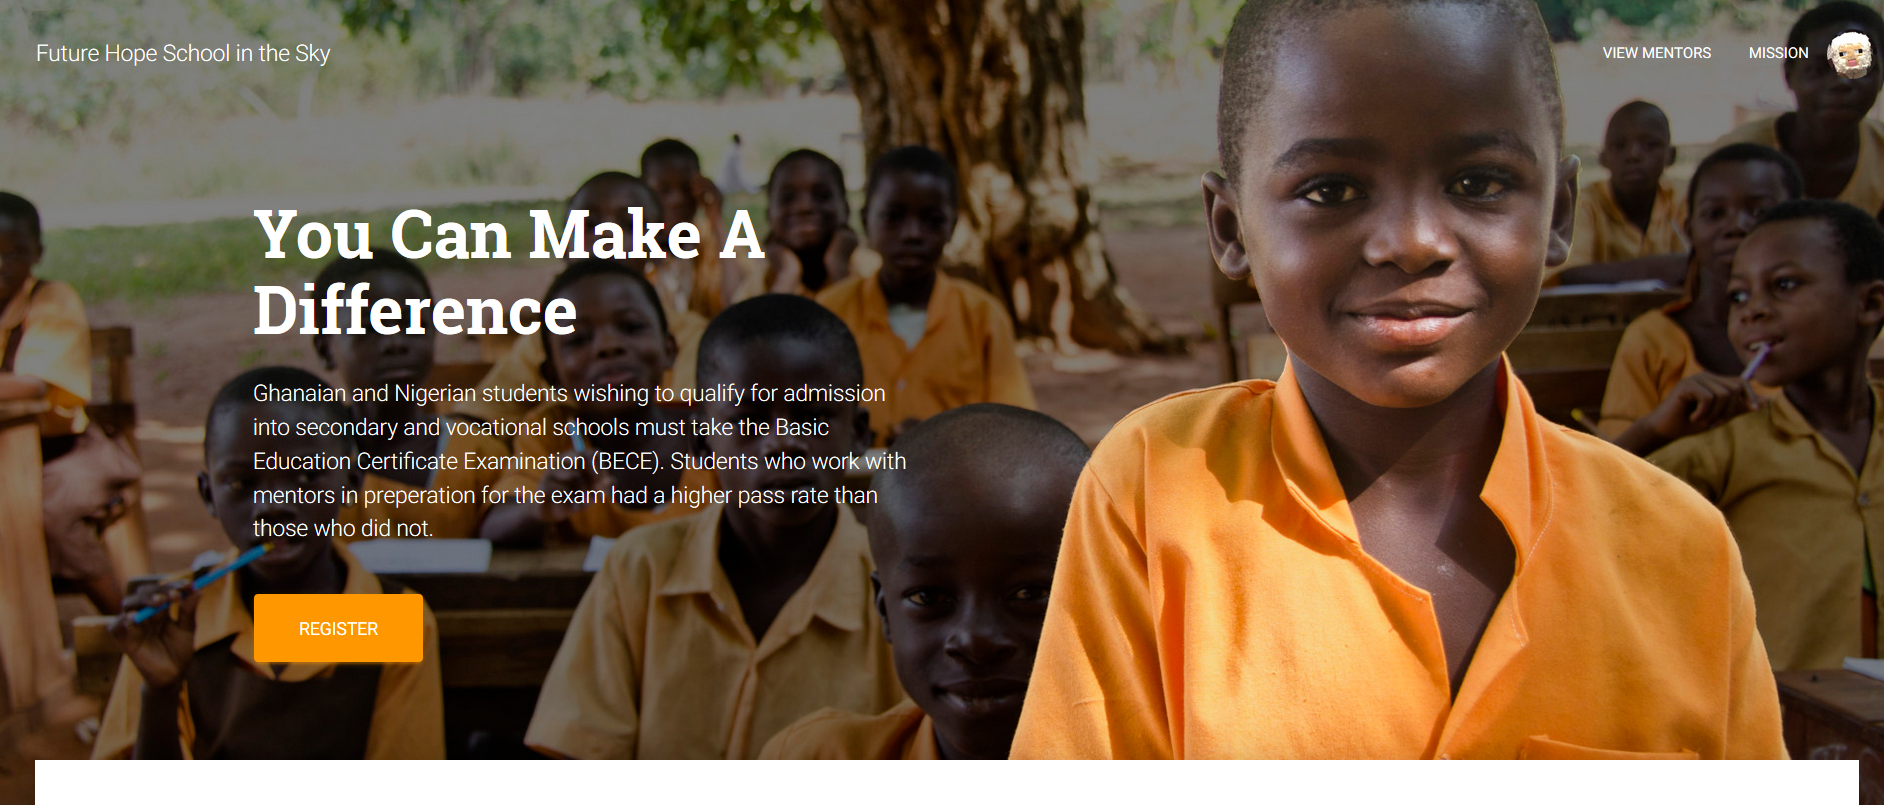 Future Hope School in the Sky
VIEW MENTORS
MISSION
You Can Make A
Difference
Ghanaian and Nigerian students wishing to qualify for admission
into secondary and vocational schools must take the Basic
Education Certificate Examination (BECE). Students who work with
mentors in preperation for the exam had a higher pass rate than
those who did not.
REGISTER